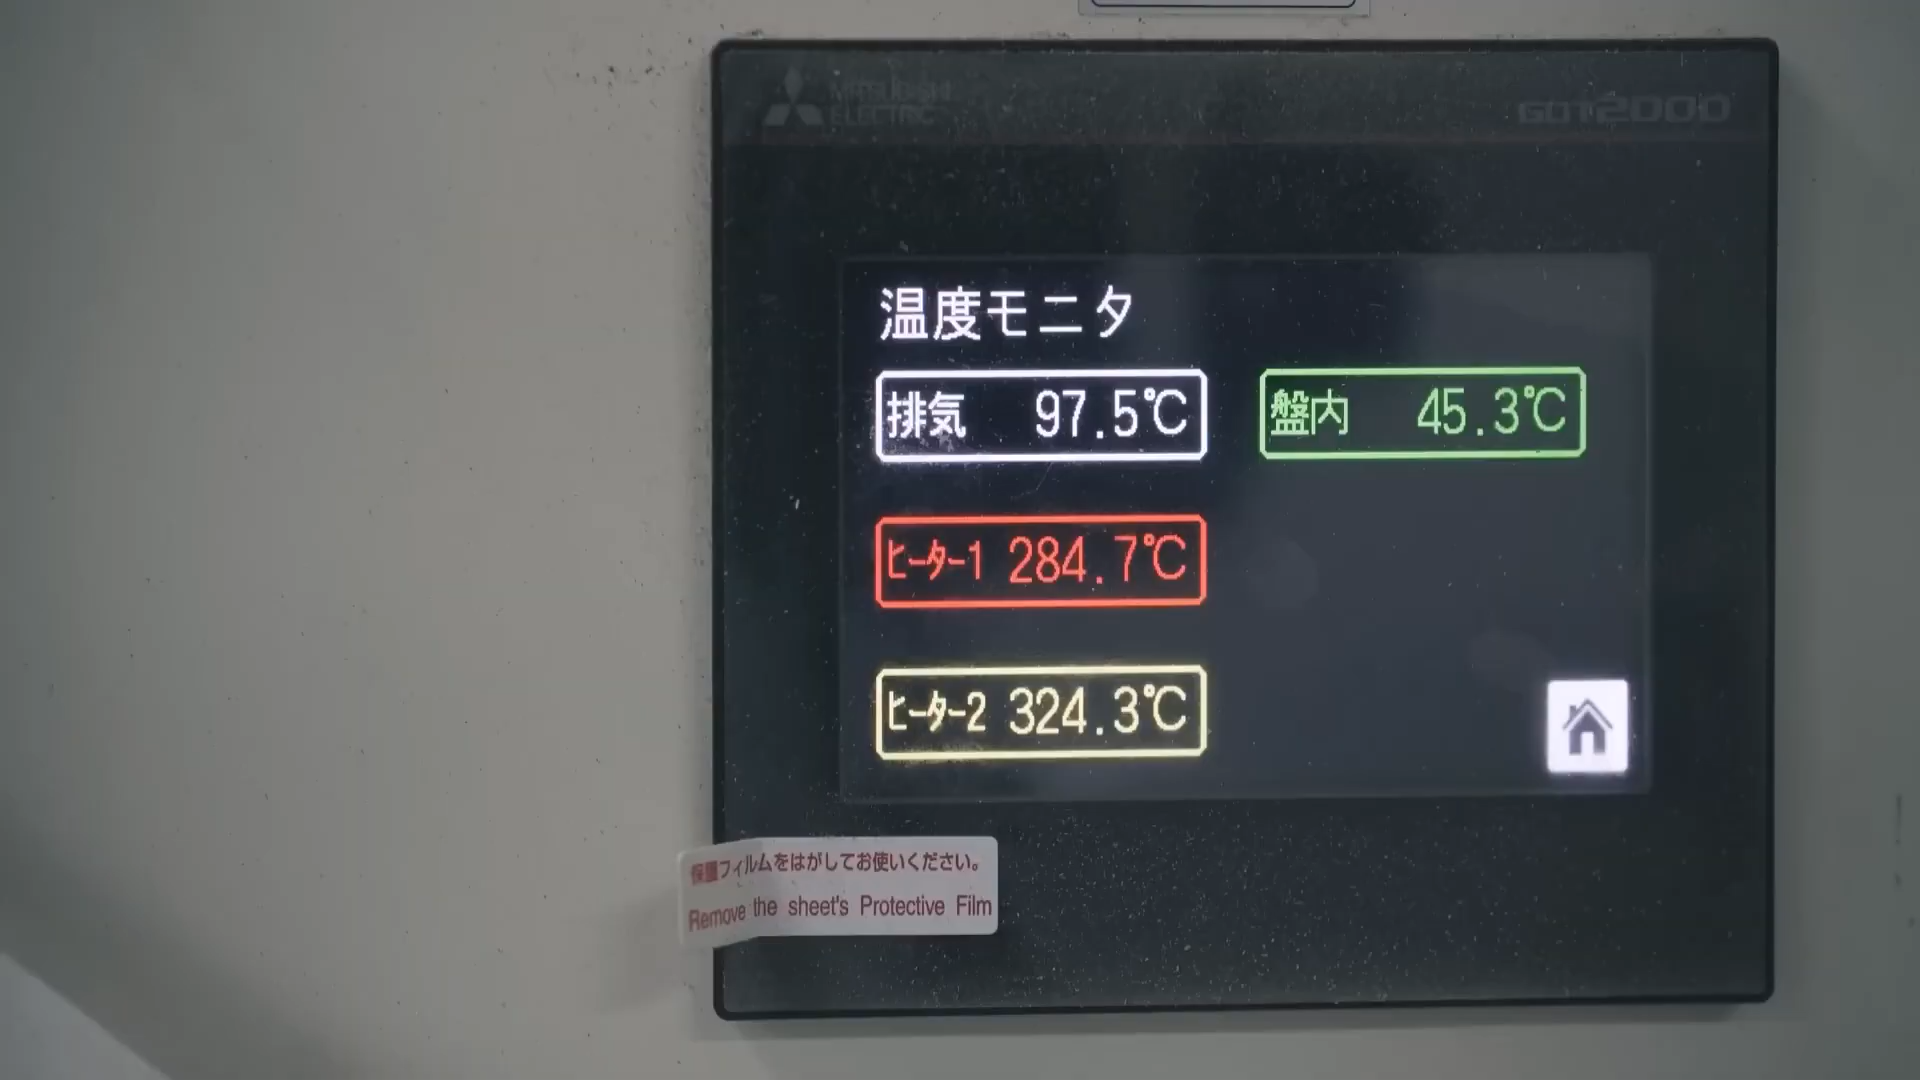 MITSUBISHI
ELECTRIC
GOT2000
温度モニタ
排気 97.5℃
盤内 45.3℃
ﾋｰﾀｰ1 284.7℃
ﾋｰﾀｰ2 324.3℃
保護フィルムをはがしてお使いください。
Remove the sheet's Protective Film